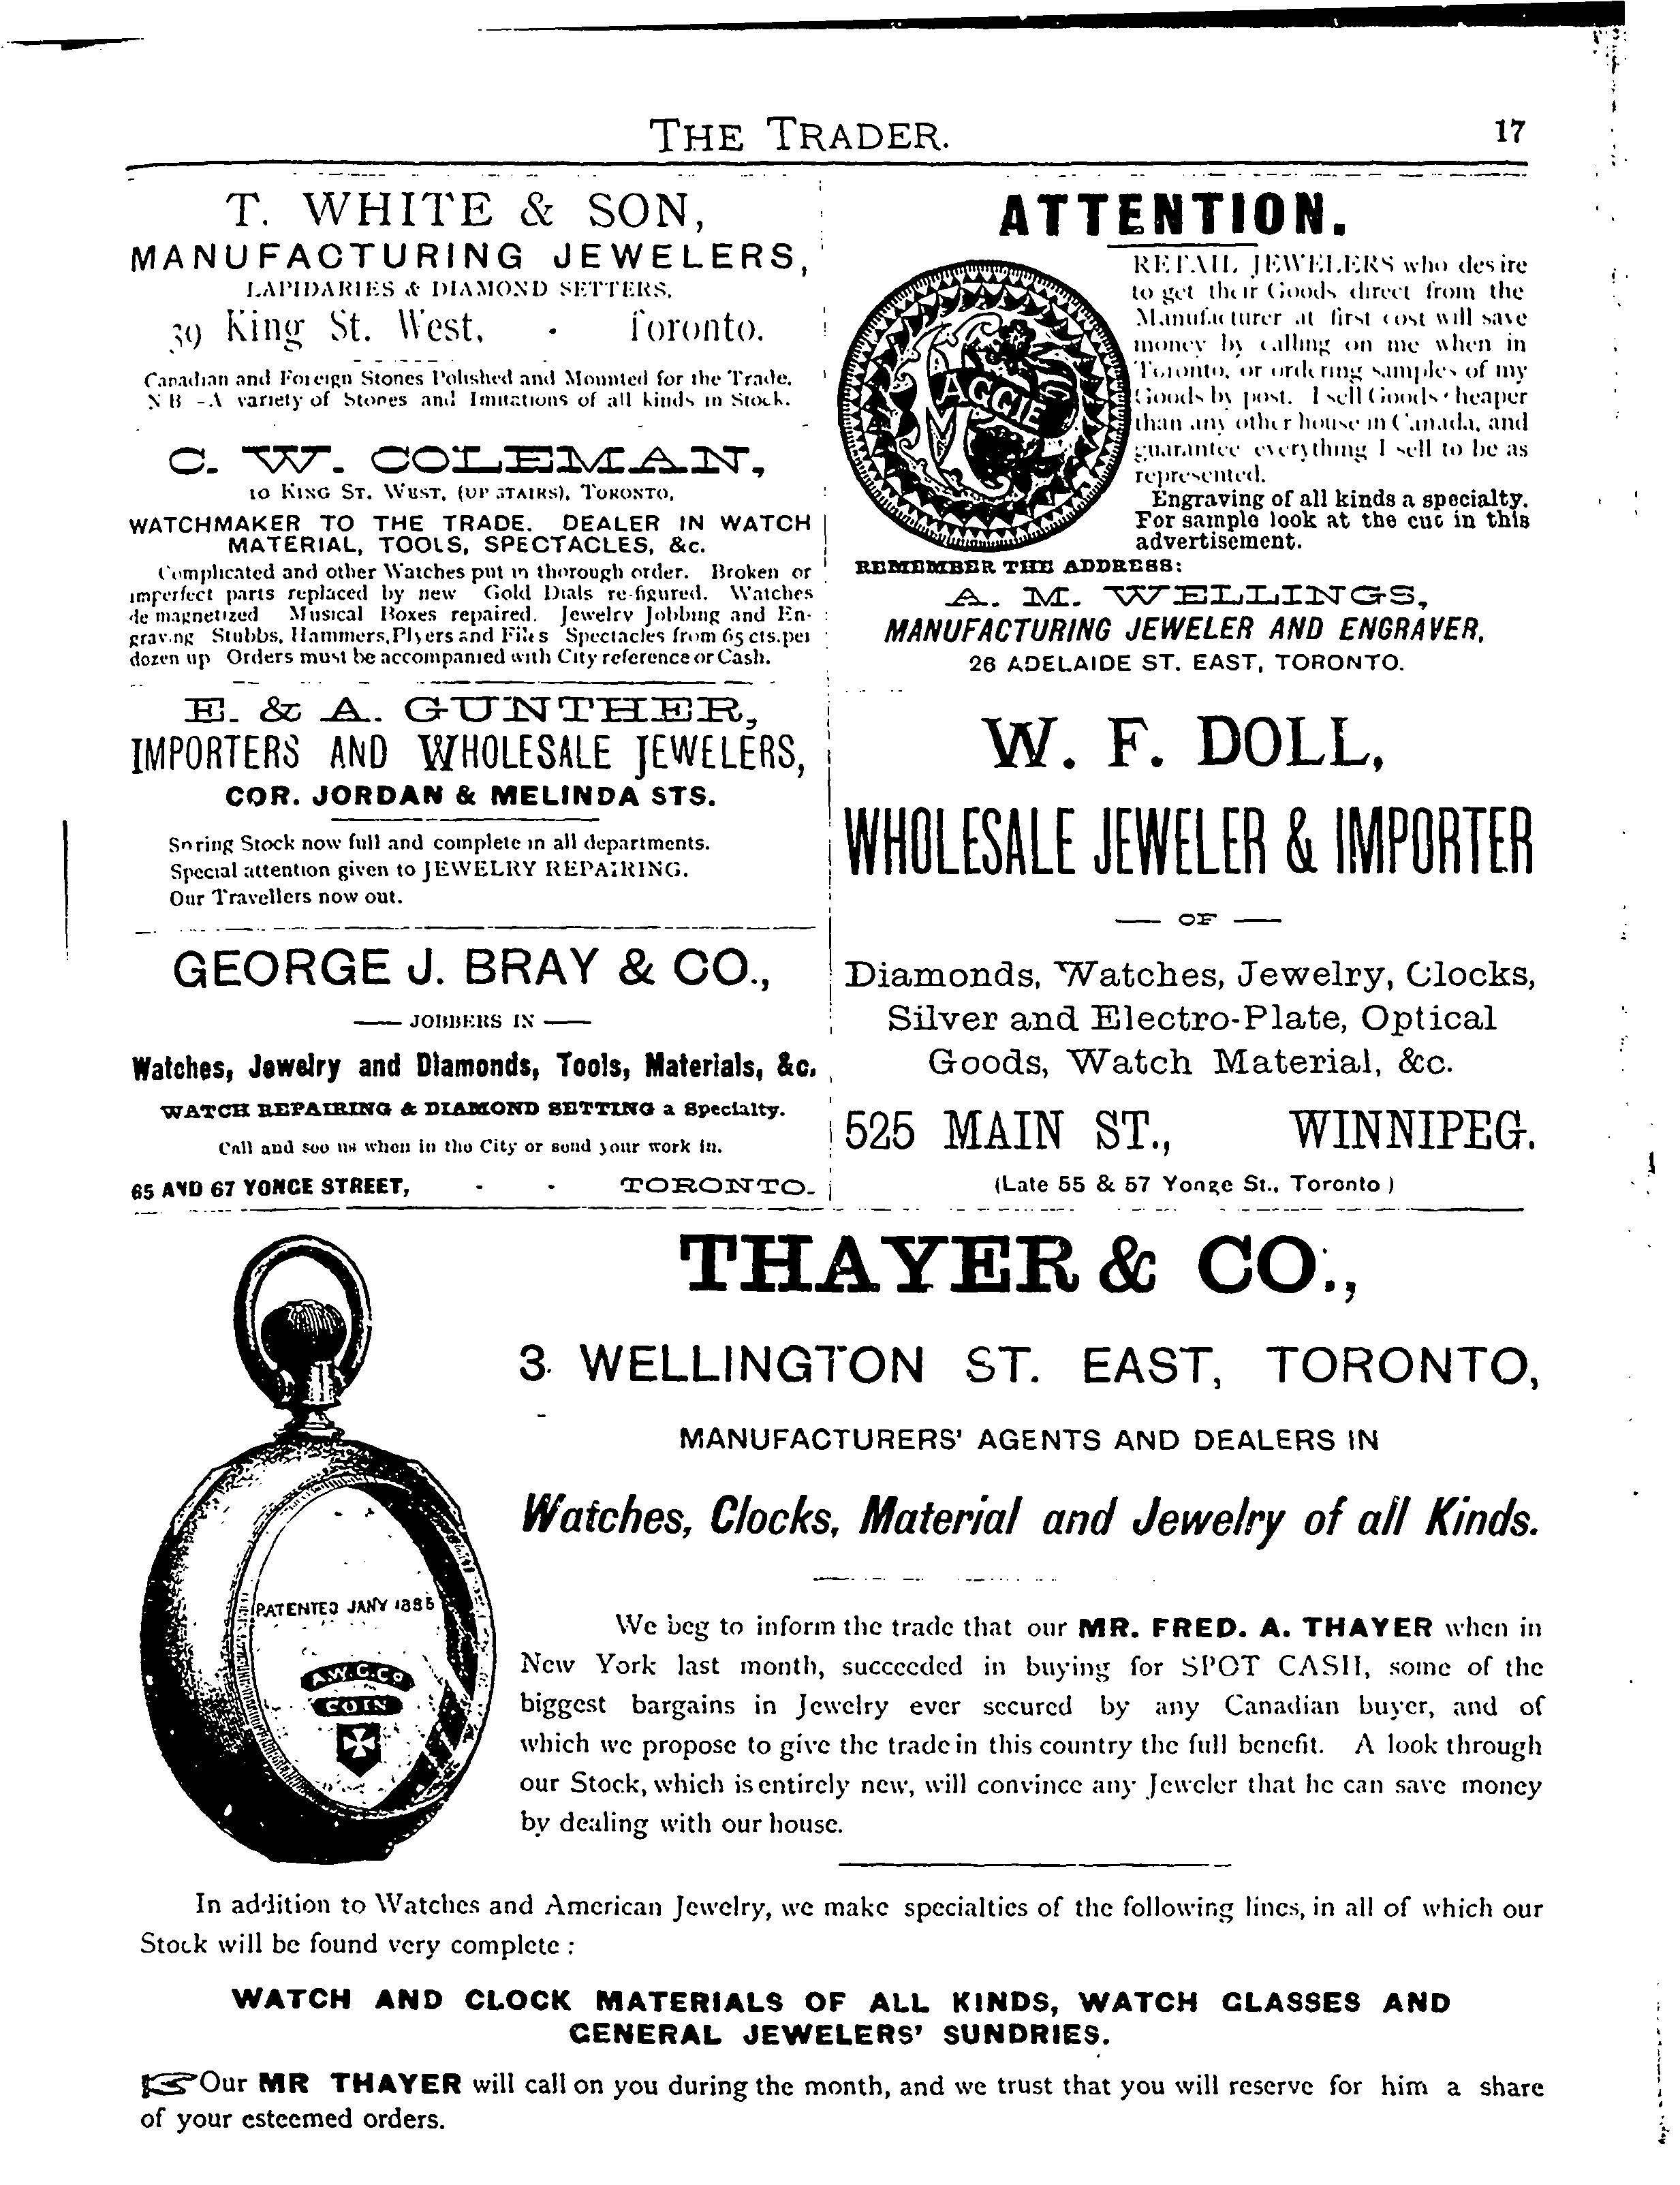 THE TRADER.
17
T. WHITE & SON,
MANUFACTURING JEWELERS,
LAPIDARIES & DIAMOND SETTERS,
39 King St. West, - Toronto.
Canadian and Foreign Stones Polished and Mounted for the Trade.
N B -A variety of Stones and Imitations of all kinds in Stock.
C. W. COLEMAN,
10 KING ST. WEST, (UP STAIRS), TORONTO,
WATCHMAKER TO THE TRADE. DEALER IN WATCH
MATERIAL, TOOLS, SPECTACLES, &c.
Complicated and other Watches put in thorough order. Broken or
imperfect parts replaced by new Gold Dials re-figured. Watches
de magnetized Musical Boxes repaired. Jewelry Jobbing and En-
graving Stubbs, Hammers, Plyers and Files Spectacles from 65 cts. per
dozen up Orders must be accompanied with City reference or Cash.
E. & A. GUNTHER,
IMPORTERS AND WHOLESALE JEWELERS,
COR. JORDAN & MELINDA STS.
Spring Stock now full and complete in all departments.
Special attention given to JEWELRY REPAIRING.
Our Travellers now out.
GEORGE J. BRAY & CO.,
— JOBBERS IN —
Watches, Jewelry and Diamonds, Tools, Materials, &c.
WATCH REPAIRING & DIAMOND SETTING a Specialty.
Call and see us when in the City or send your work in.
65 AND 67 YONGE STREET, - - TORONTO.
ATTENTION.
MAGGIE
RETAIL JEWELERS who desire
to get their Goods direct from the
Manufacturer at first cost will save
money by calling on me when in
Toronto, or ordering samples of my
Goods by post. I sell Goods cheaper
than any other house in Canada, and
guarantee everything I sell to be as
represented.
Engraving of all kinds a specialty.
For sample look at the cut in this
advertisement.
REMEMBER THE ADDRESS:
A. M. WELLINGS,
MANUFACTURING JEWELER AND ENGRAVER,
26 ADELAIDE ST. EAST, TORONTO.
W. F. DOLL,
WHOLESALE JEWELER & IMPORTER
— OF —
Diamonds, Watches, Jewelry, Clocks,
Silver and Electro-Plate, Optical
Goods, Watch Material, &c.
525 MAIN ST., WINNIPEG.
(Late 55 & 57 Yonge St., Toronto )
THAYER & CO.,
3. WELLINGTON ST. EAST, TORONTO,
MANUFACTURERS' AGENTS AND DEALERS IN
Watches, Clocks, Material and Jewelry of all Kinds.
PATENTED JANY 1885
A.W.C.Co
COIN
We beg to inform the trade that our MR. FRED. A. THAYER when in
New York last month, succeeded in buying for SPOT CASH, some of the
biggest bargains in Jewelry ever secured by any Canadian buyer, and of
which we propose to give the trade in this country the full benefit. A look through
our Stock, which is entirely new, will convince any Jeweler that he can save money
by dealing with our house.
In addition to Watches and American Jewelry, we make specialties of the following lines, in all of which our
Stock will be found very complete :
WATCH AND CLOCK MATERIALS OF ALL KINDS, WATCH GLASSES AND
GENERAL JEWELERS' SUNDRIES.
☞ Our MR THAYER will call on you during the month, and we trust that you will reserve for him a share
of your esteemed orders.